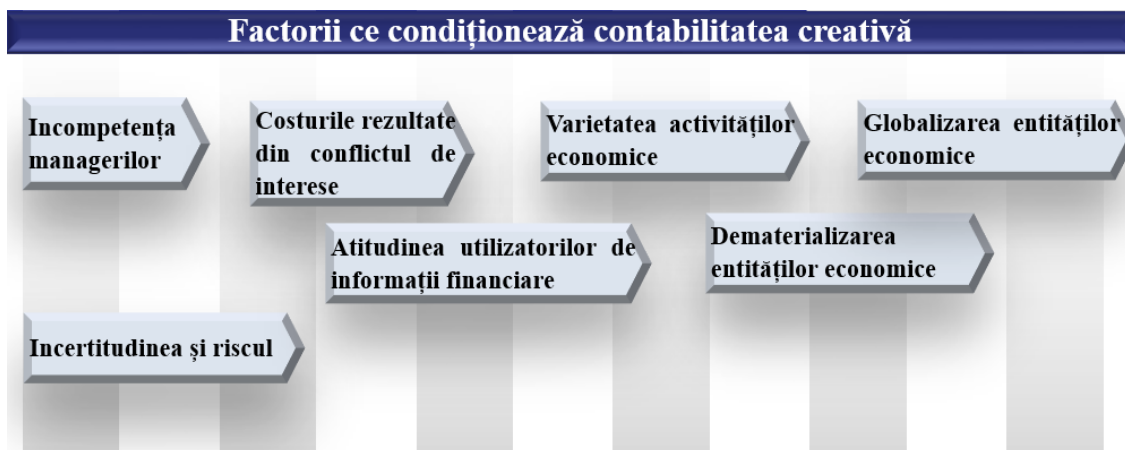 Factorii ce condiționează contabilitatea creativă
Incompetența
managerilor
Costurile rezultate
din conflictul de
interese
Varietatea activităților
economice
Globalizarea entităților
economice
Atitudinea utilizatorilor de
informații financiare
Dematerializarea
entităților economice
Incertitudinea și riscul